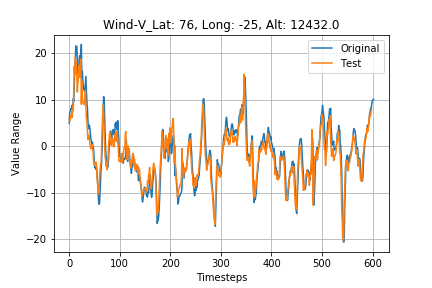 Wind-V_Lat: 76, Long: -25, Alt: 12432.0
Original
Test
Value Range
20
10
0
−10
−20
0 100 200 300 400 500 600
Timesteps